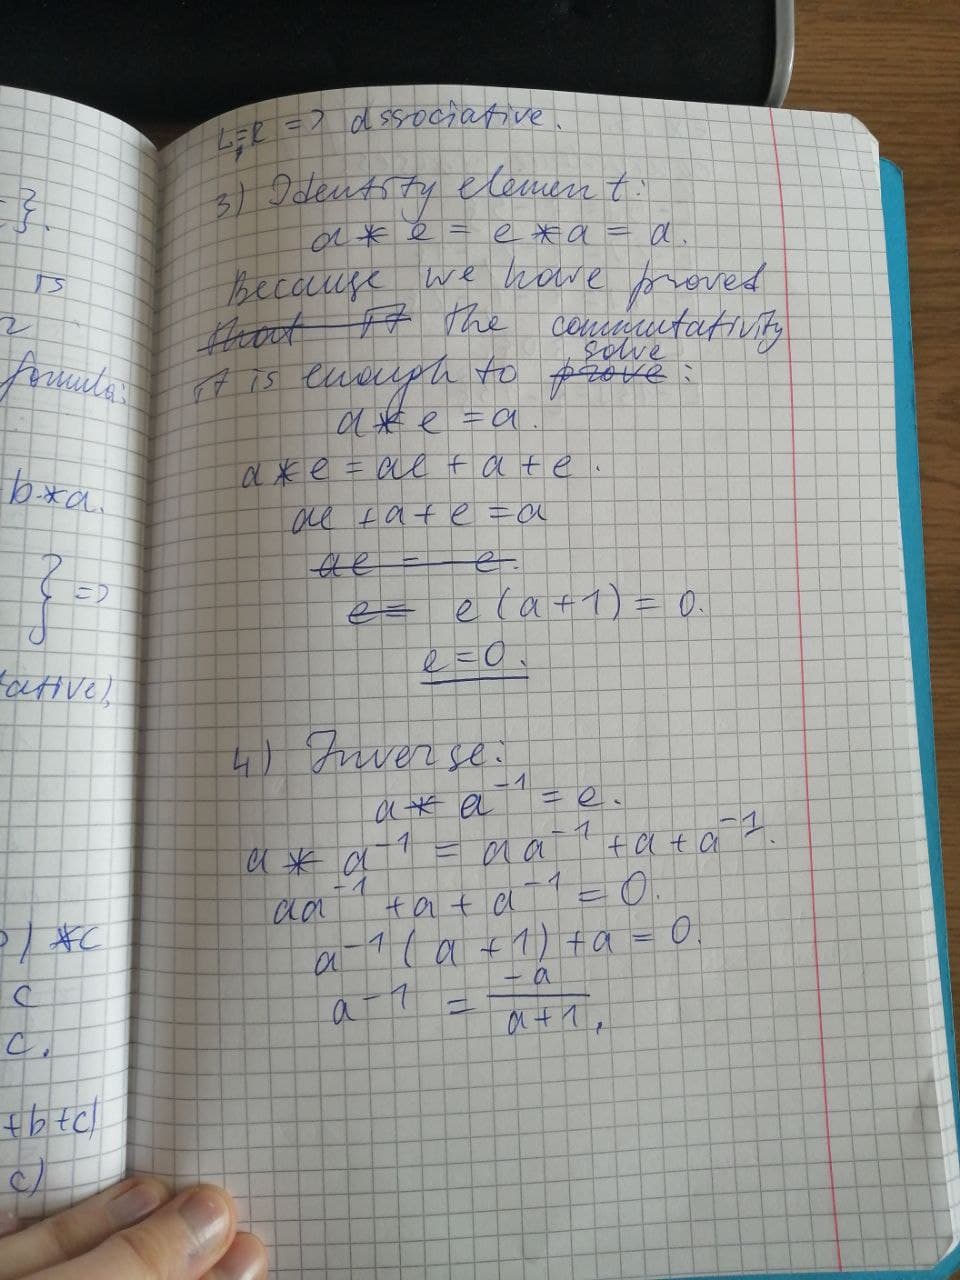 ={.
is
formula:
b*a.
} =>
tative),
) *c
c
c.
+b+c)
c)
L=R => associative.
3) Identity element:
a * e = e * a = a.
Because we have proved
that it the commutativity
it is enough to prove solve :
a * e = a.
a * e = ae + a + e.
ae + a + e = a
ae = e.
e = e (a+1) = 0.
e = 0.
4) Inverse:
a * a⁻¹ = e.
a * a⁻¹ = aa⁻¹ + a + a⁻¹.
aa⁻¹ + a + a⁻¹ = 0.
a⁻¹ (a+1) + a = 0.
a⁻¹ = -a / a+1,